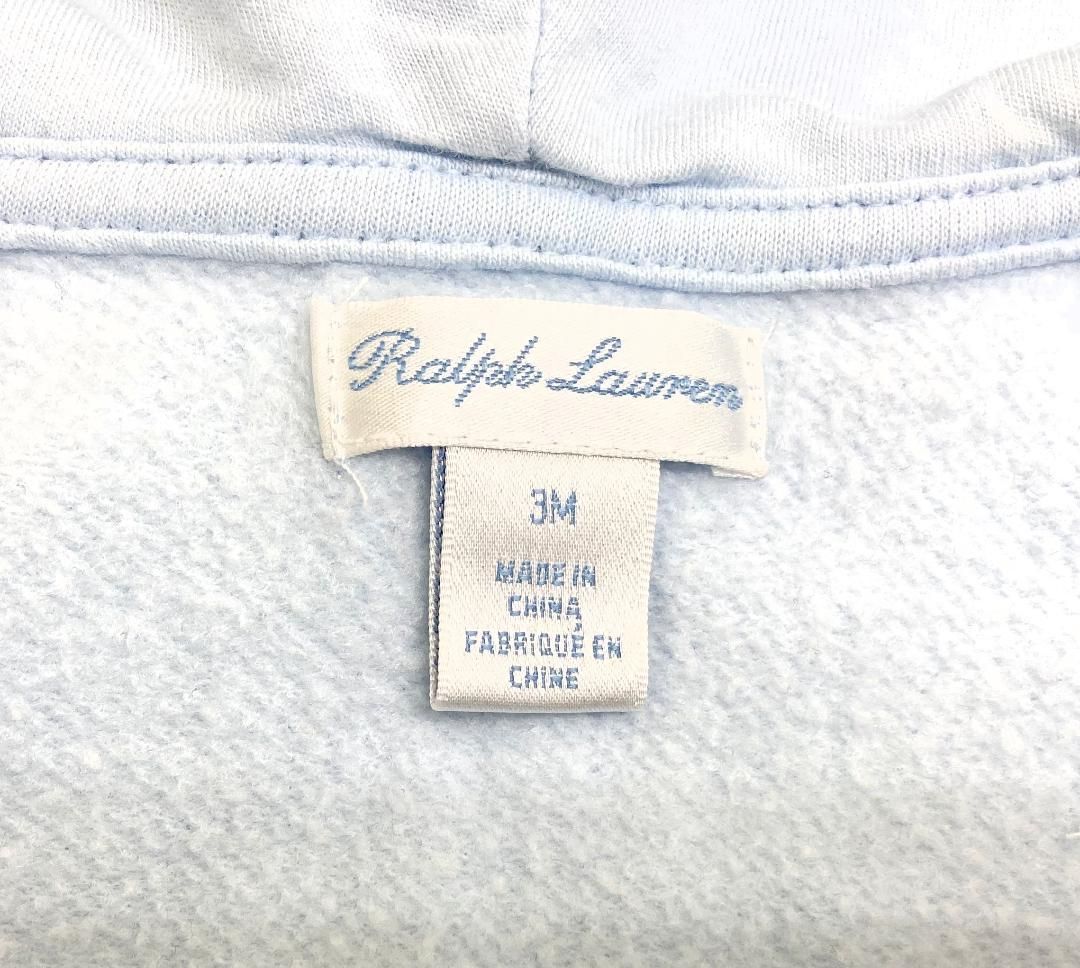 Ralph Lauren
3M
MADE IN
CHINA
FABRIQUÉ EN
CHINE